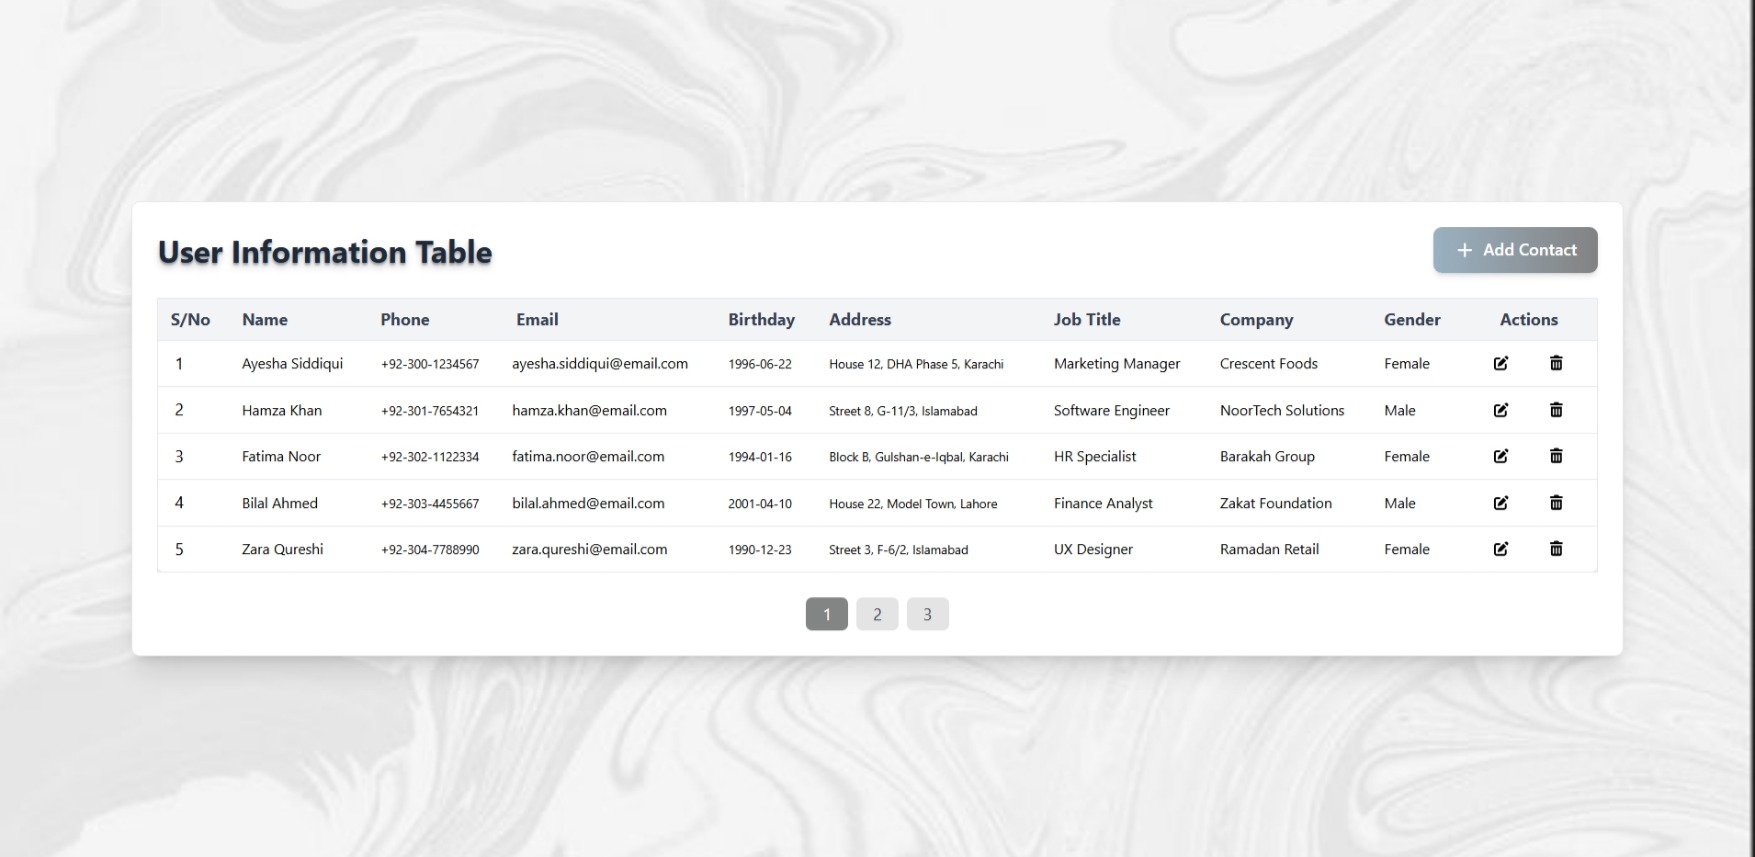 User Information Table
+ Add Contact
S/No Name Phone Email Birthday Address Job Title Company Gender Actions
1 Ayesha Siddiqui +92-300-1234567 ayesha.siddiqui@email.com 1996-06-22 House 12, DHA Phase 5, Karachi Marketing Manager Crescent Foods Female
2 Hamza Khan +92-301-7654321 hamza.khan@email.com 1997-05-04 Street 8, G-11/3, Islamabad Software Engineer NoorTech Solutions Male
3 Fatima Noor +92-302-1122334 fatima.noor@email.com 1994-01-16 Block B, Gulshan-e-Iqbal, Karachi HR Specialist Barakah Group Female
4 Bilal Ahmed +92-303-4455667 bilal.ahmed@email.com 2001-04-10 House 22, Model Town, Lahore Finance Analyst Zakat Foundation Male
5 Zara Qureshi +92-304-7788990 zara.qureshi@email.com 1990-12-23 Street 3, F-6/2, Islamabad UX Designer Ramadan Retail Female
1 2 3